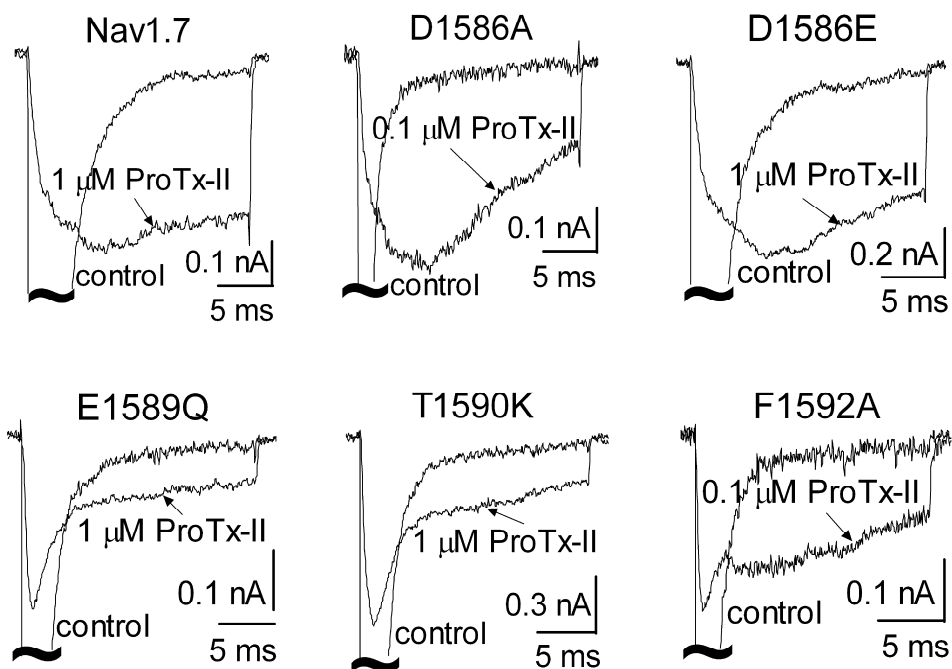 Nav1.7
1 μM ProTx-II
control
0.1 nA
5 ms
D1586A
0.1 μM ProTx-II
control
0.1 nA
5 ms
D1586E
1 μM ProTx-II
control
0.2 nA
5 ms
E1589Q
1 μM ProTx-II
control
0.1 nA
5 ms
T1590K
1 μM ProTx-II
control
0.3 nA
5 ms
F1592A
0.1 μM ProTx-II
control
0.1 nA
5 ms